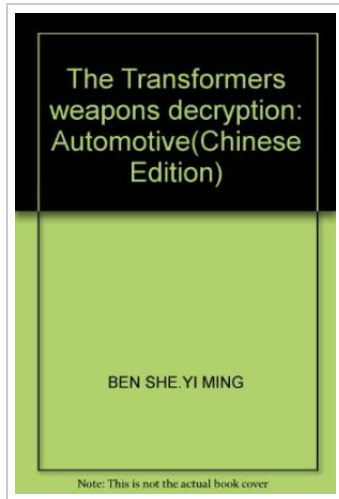 The Transformers
weapons decryption:
Automotive(Chinese
Edition)
BEN SHE.YI MING
Note: This is not the actual book cover